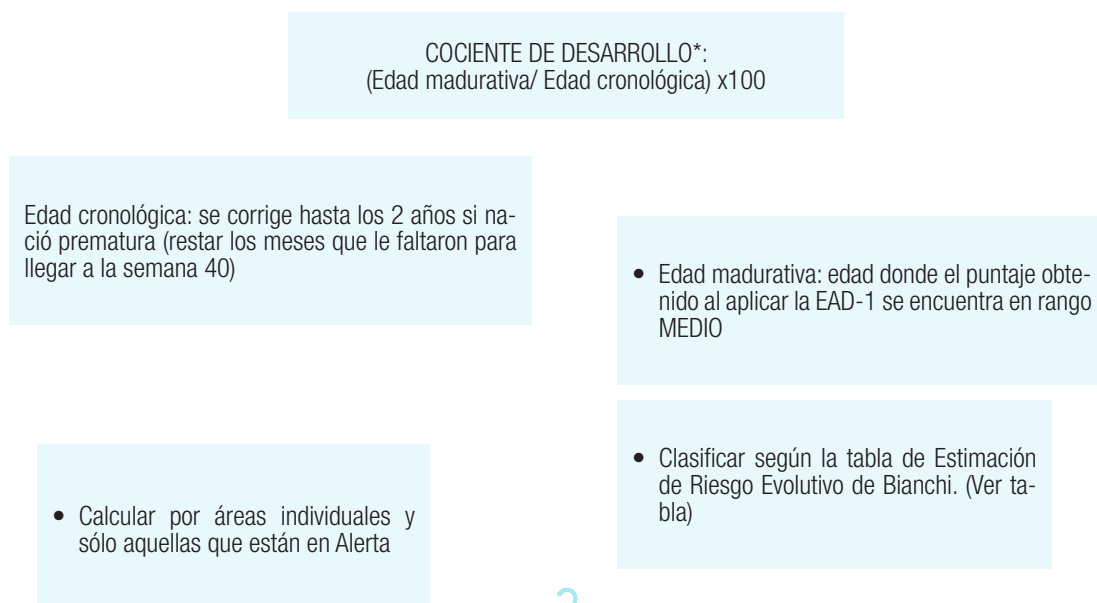 COCIENTE DE DESARROLLO*:
(Edad madurativa/ Edad cronológica) x100
Edad cronológica: se corrige hasta los 2 años si na-
ció prematura (restar los meses que le faltaron para
llegar a la semana 40)
• Edad madurativa: edad donde el puntaje obte-
nido al aplicar la EAD-1 se encuentra en rango
MEDIO
• Clasificar según la tabla de Estimación
de Riesgo Evolutivo de Bianchi. (Ver ta-
bla)
• Calcular por áreas individuales y
sólo aquellas que están en Alerta